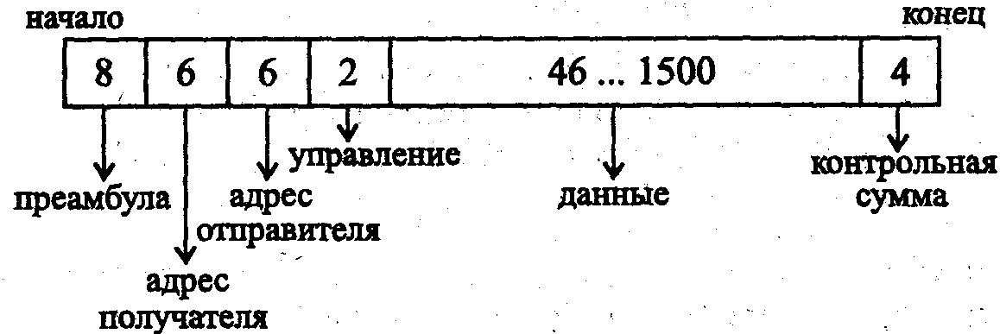 начало
конец
8 6 6 2 46 ... 1500 4
управление
преамбула
адрес
отправителя
адрес
получателя
данные
контрольная
сумма